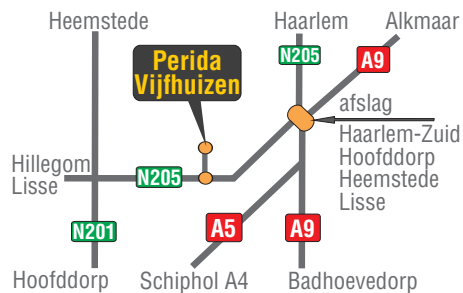 Heemstede
Haarlem
Alkmaar
N205
A9
Perida
Vijfhuizen
afslag
Haarlem-Zuid
Hoofddorp
Heemstede
Lisse
Hillegom
Lisse
N205
N201
A5
A9
Hoofddorp
Schiphol A4
Badhoevedorp